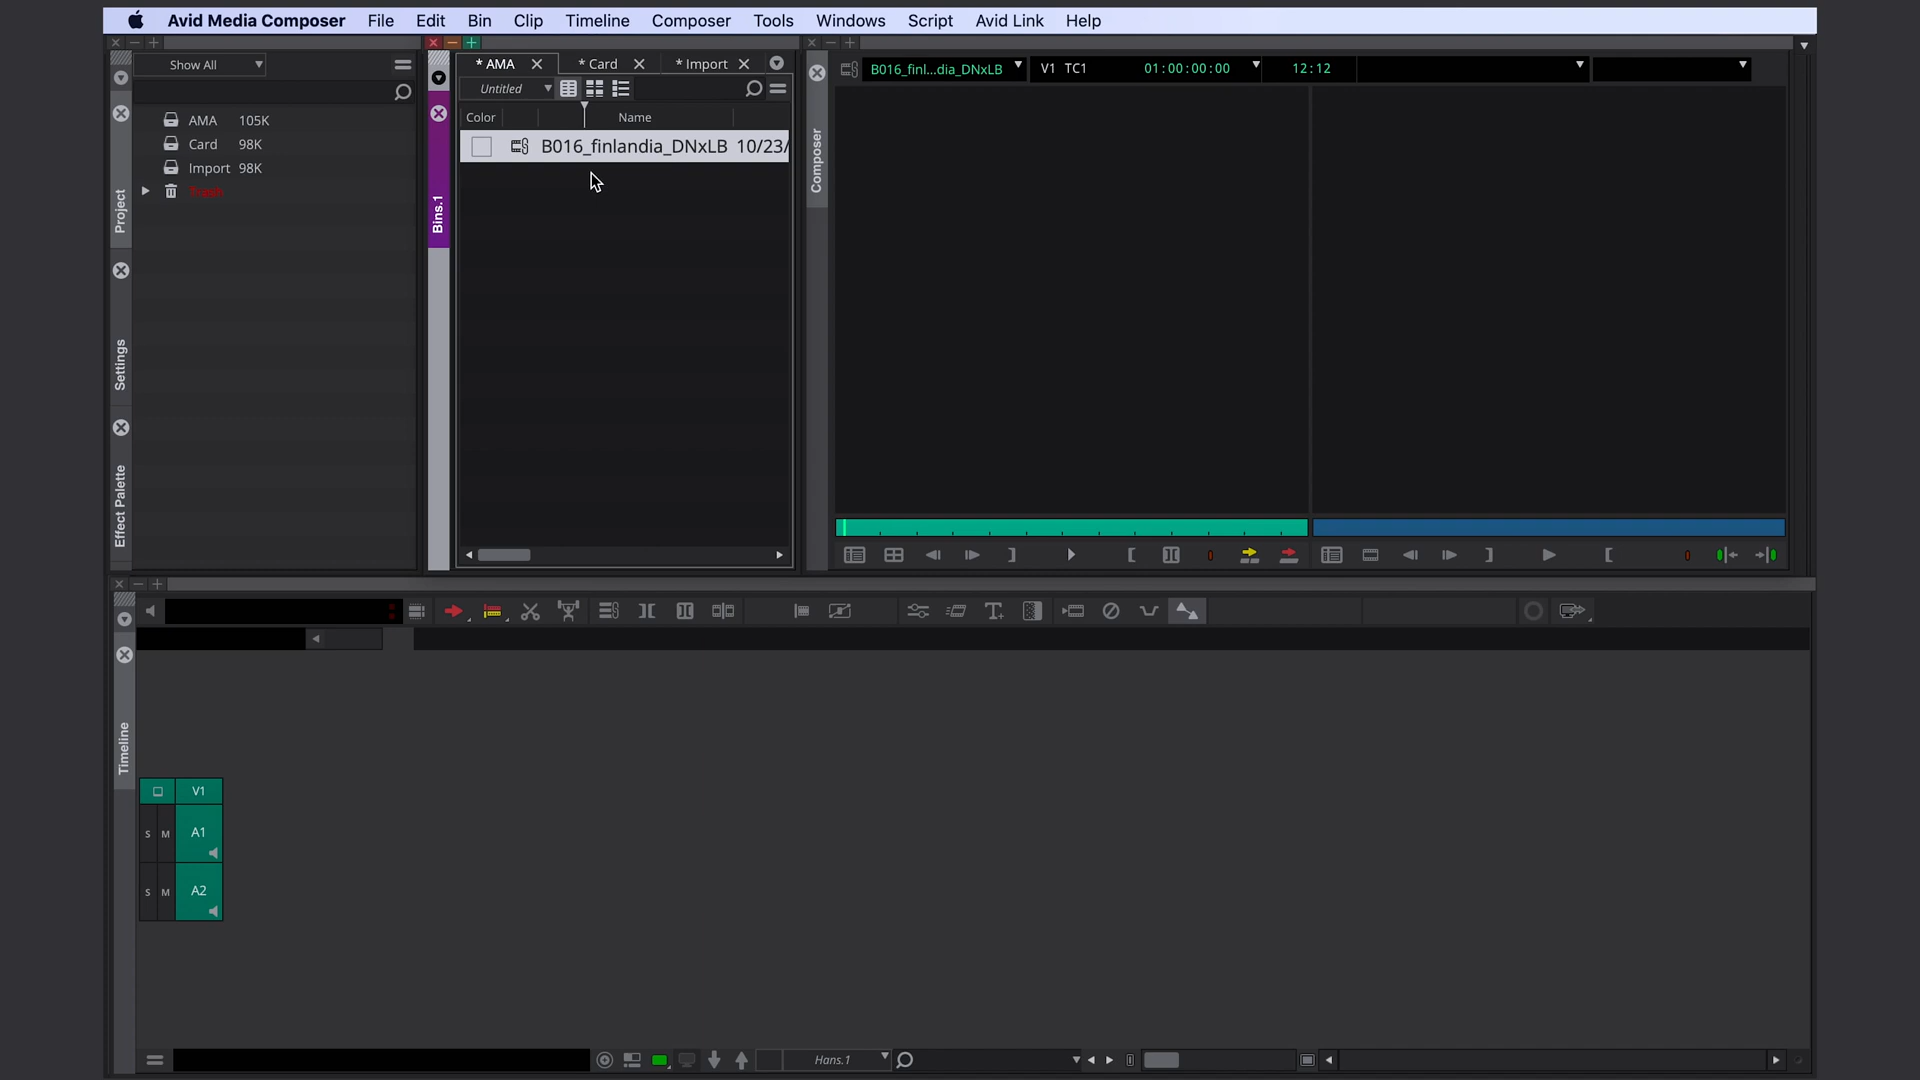 Avid Media Composer File Edit Bin Clip Timeline Composer Tools Windows Script Avid Link Help
Show All
AMA 105K
Card 98K
Import 98K
Trash
Project
Settings
Effect Palette
Bins.1
* AMA * Card * Import
Untitled
Color Name
B016_finlandia_DNxLB 10/23/
Composer
B016_finl...dia_DNxLB V1 TC1 01:00:00:00 12:12
Timeline
V1
S M A1
S M A2
Hans.1